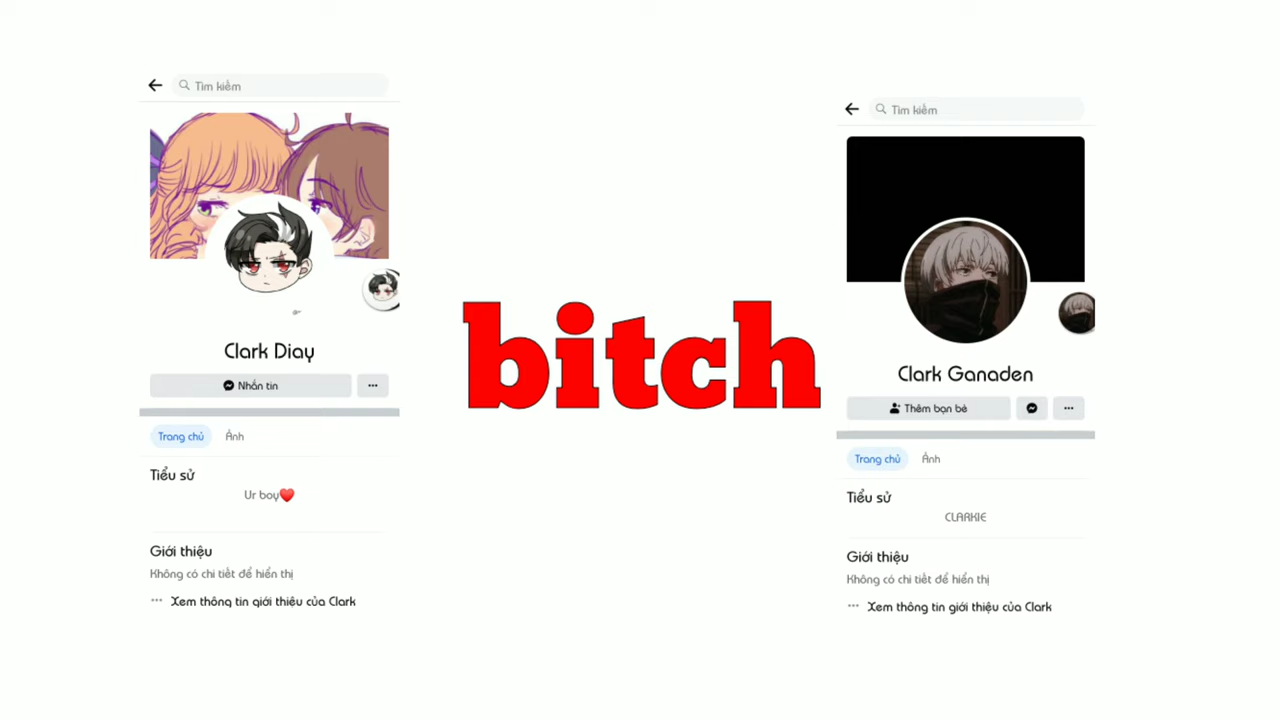 Tìm kiếm
Clark Diay
Nhắn tin
Trang chủ Ảnh
Tiểu sử
Ur boy❤️
Giới thiệu
Không có chi tiết để hiển thị
Xem thông tin giới thiệu của Clark
bitch
Tìm kiếm
Clark Ganaden
Thêm bạn bè
Trang chủ Ảnh
Tiểu sử
CLARKIE
Giới thiệu
Không có chi tiết để hiển thị
Xem thông tin giới thiệu của Clark